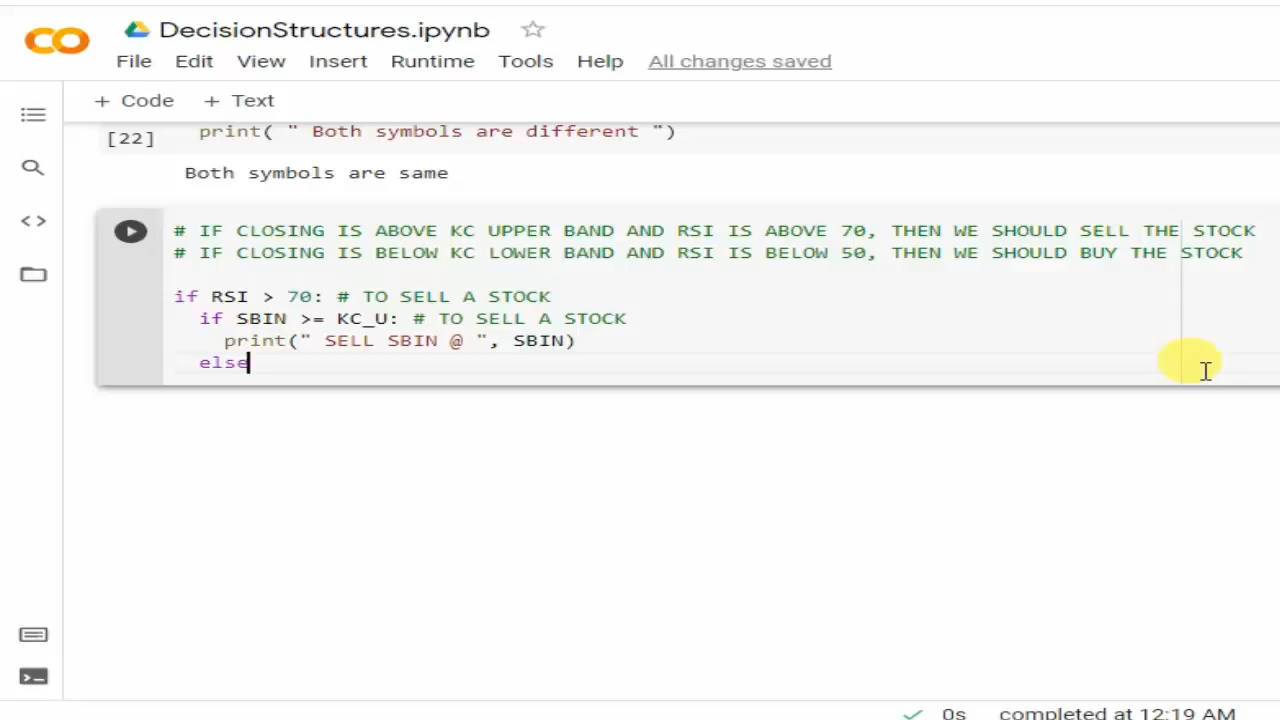 DecisionStructures.ipynb
File Edit View Insert Runtime Tools Help All changes saved
+ Code + Text
[22] print( " Both symbols are different ")
Both symbols are same
# IF CLOSING IS ABOVE KC UPPER BAND AND RSI IS ABOVE 70, THEN WE SHOULD SELL THE STOCK
# IF CLOSING IS BELOW KC LOWER BAND AND RSI IS BELOW 50, THEN WE SHOULD BUY THE STOCK
if RSI > 70: # TO SELL A STOCK
if SBIN >= KC_U: # TO SELL A STOCK
print(" SELL SBIN @ ", SBIN)
else
0s completed at 12:19 AM